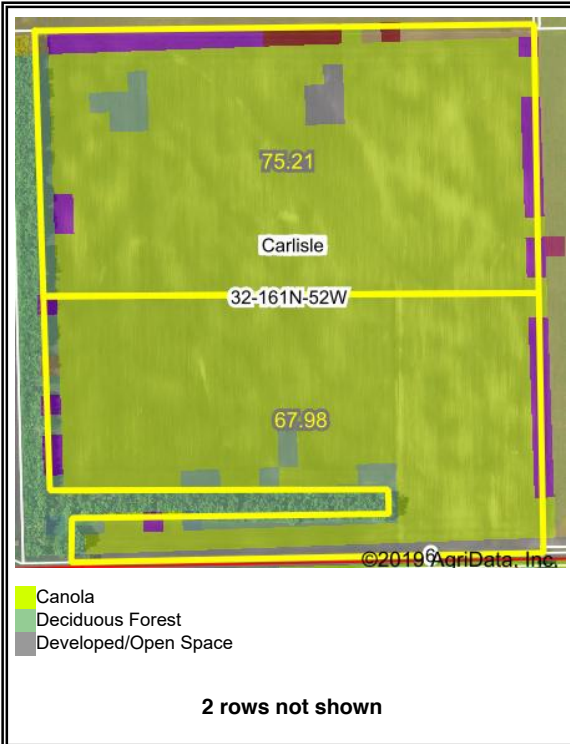 75.21
Carlisle
32-161N-52W
67.98
6
©2019 AgriData, Inc.
Canola
Deciduous Forest
Developed/Open Space
2 rows not shown